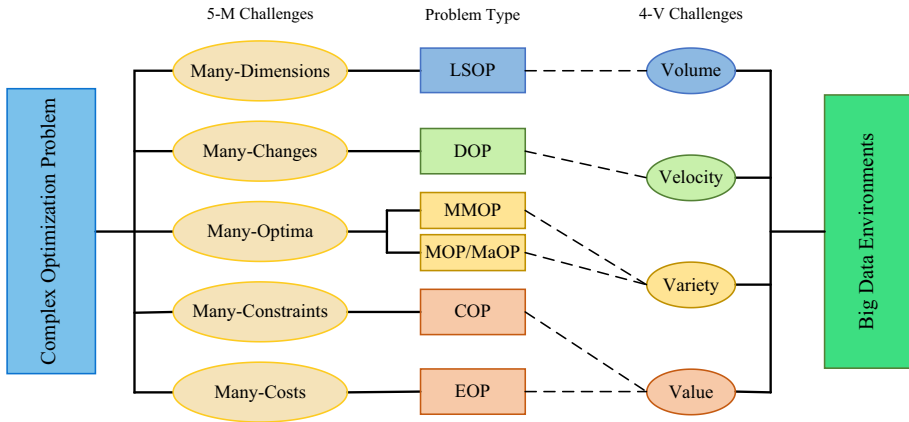 5-M Challenges
Problem Type
4-V Challenges
Complex Optimization Problem
Many-Dimensions
LSOP
Volume
Many-Changes
DOP
Velocity
Many-Optima
MMOP
MOP/MaOP
Variety
Many-Constraints
COP
Many-Costs
EOP
Value
Big Data Environments